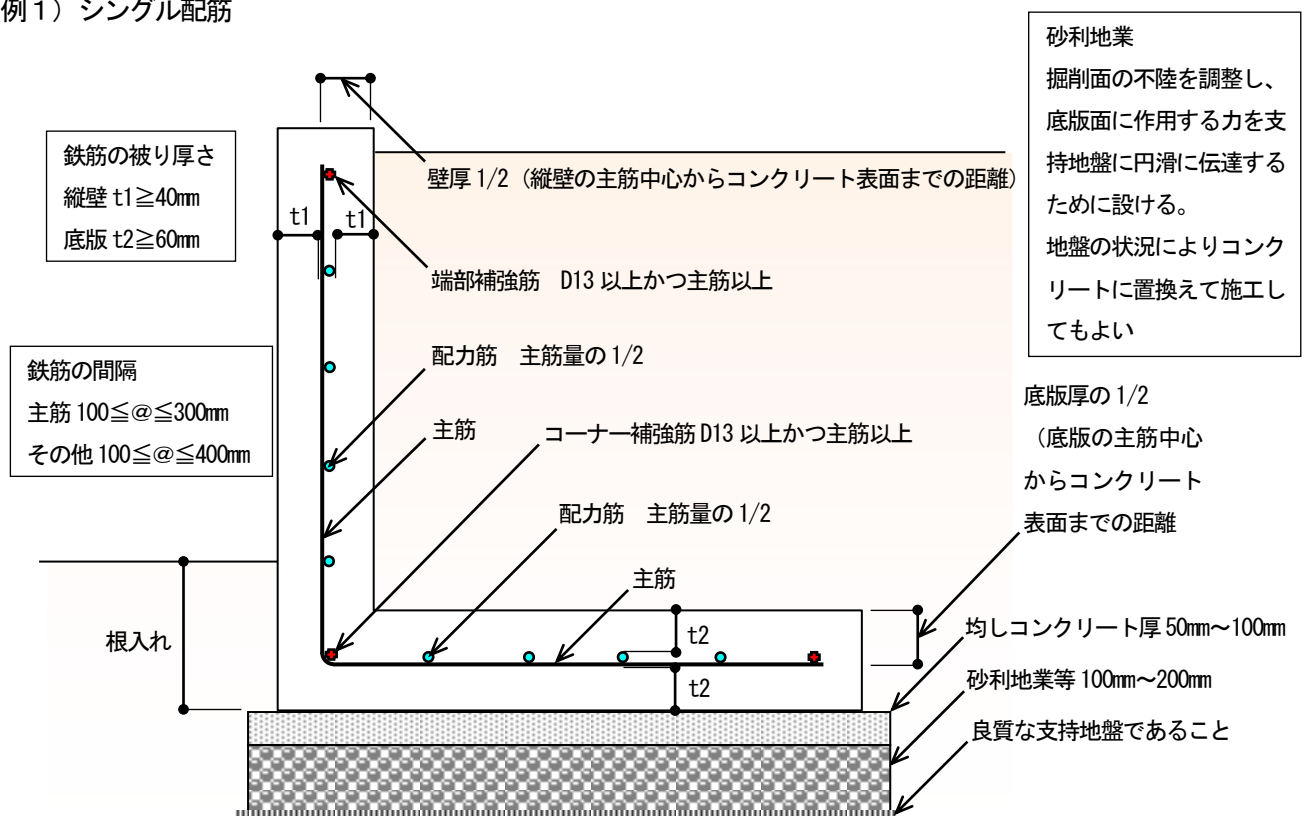 例１）シングル配筋
砂利地業
掘削面の不陸を調整し、
底版面に作用する力を支
持地盤に円滑に伝達する
ために設ける。
地盤の状況によりコンク
リートに置換えて施工し
てもよい
鉄筋の被り厚さ
縦壁 t1≧40㎜
底版 t2≧60㎜
壁厚 1/2（縦壁の主筋中心からコンクリート表面までの距離）
t1
t1
端部補強筋　D13 以上かつ主筋以上
鉄筋の間隔
主筋 100≦@≦300㎜
その他 100≦@≦400㎜
配力筋　主筋量の 1/2
主筋
コーナー補強筋 D13 以上かつ主筋以上
底版厚の 1/2
（底版の主筋中心
からコンクリート
表面までの距離
配力筋　主筋量の 1/2
主筋
根入れ
t2
t2
均しコンクリート厚 50㎜～100㎜
砂利地業等 100㎜～200㎜
良質な支持地盤であること